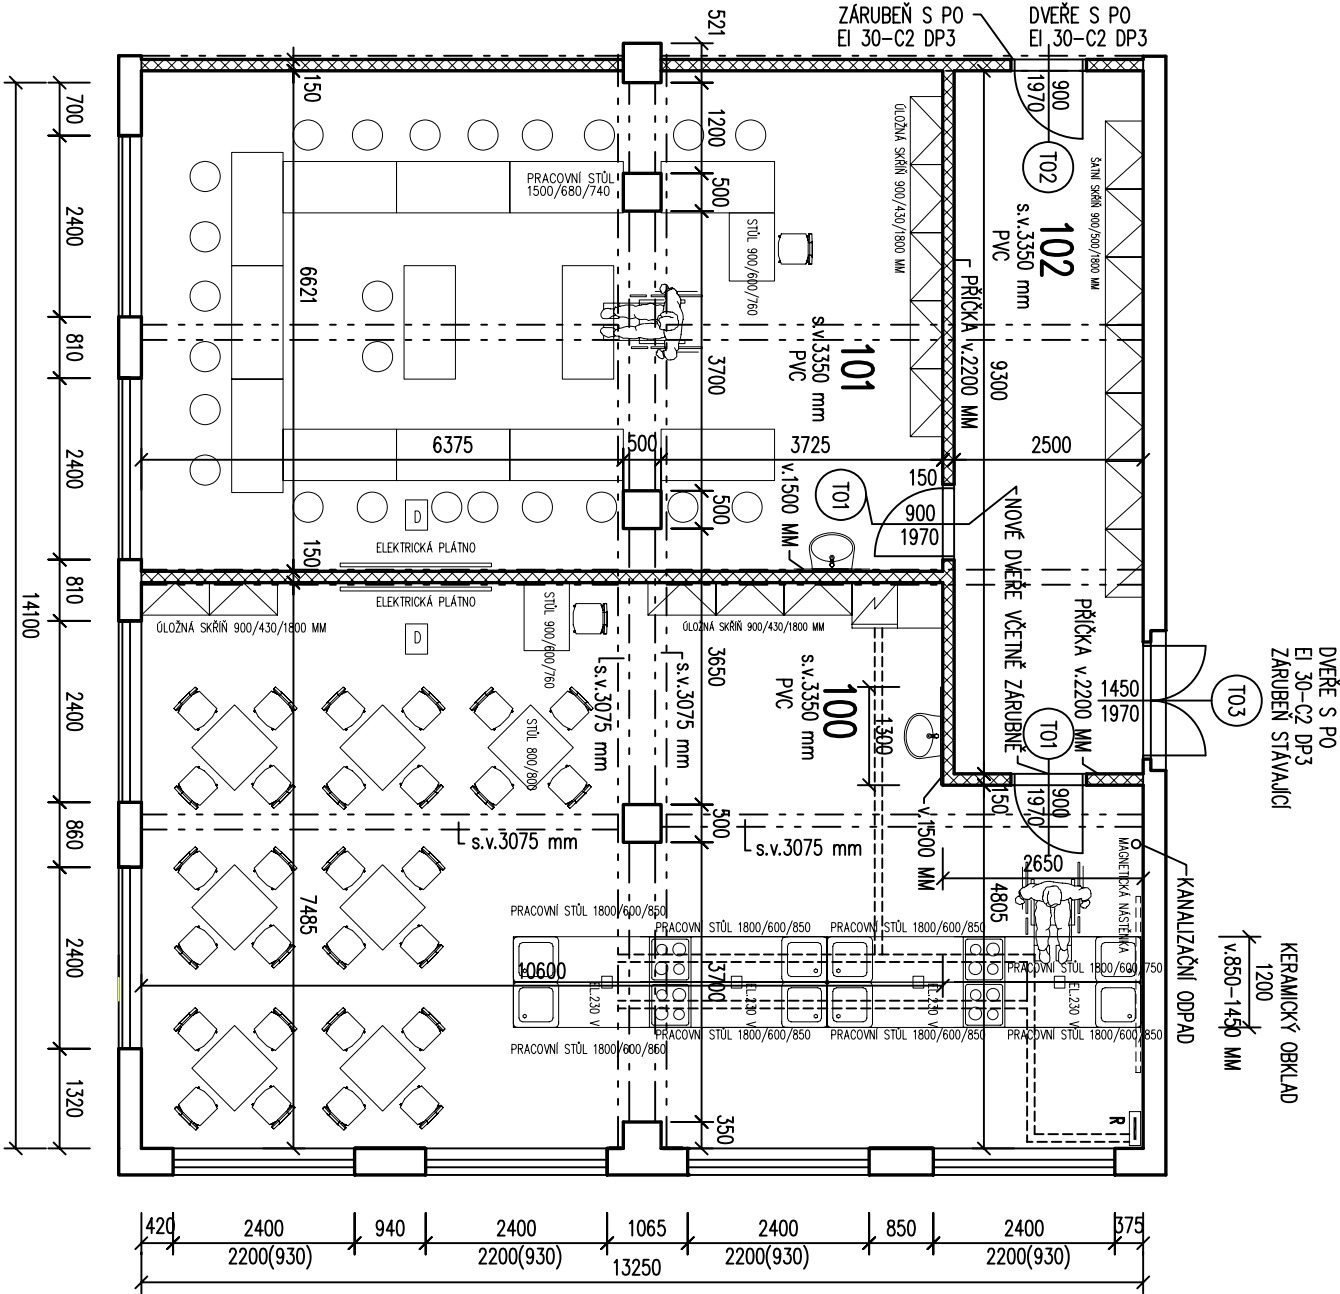 ZÁRUBEŇ S PO
EI 30-C2 DP3
DVEŘE S PO
EI 30-C2 DP3
521
150
1200
900
1970
T02
700
2400
810
2400
810
2400
860
2400
1320
14100
PRACOVNÍ STŮL
1500/680/740
500
STŮL 900/600/760
ÚLOŽNÁ SKŘÍŇ 900/430/1800 MM
ŠATNÍ SKŘÍŇ 900/500/1800 MM
102
s.v.3350 mm
PVC
PŘÍČKA v.2200 MM
6621
101
s.v.3350 mm
PVC
3700
9300
6375
500
3725
2500
150
v.1500 MM
T01
900
1970
500
D
ELEKTRICKÁ PLÁTNO
150
NOVÉ DVEŘE VČETNĚ ZÁRUBNĚ
PŘÍČKA v.2200 MM
ELEKTRICKÁ PLÁTNO
D
ÚLOŽNÁ SKŘÍŇ 900/430/1800 MM
STŮL 900/600/760
ÚLOŽNÁ SKŘÍŇ 900/430/1800 MM
3650
s.v.3075 mm
s.v.3075 mm
100
s.v.3350 mm
PVC
1300
1450
1970
T03
DVEŘE S PO
EI 30-C2 DP3
ZÁRUBEŇ STÁVAJÍCÍ
T01
900
1970
150
STŮL 800/800
500
s.v.3075 mm
s.v.3075 mm
v.1500 MM
2650
4805
MAGNETICKÁ NÁSTĚNKA
KANALIZAČNÍ ODPAD
KERAMICKÝ OBKLAD
1200
v.850-1450 MM
7485
PRACOVNÍ STŮL 1800/600/850
PRACOVNÍ STŮL 1800/600/850
PRACOVNÍ STŮL 1800/600/850
PRACOVNÍ STŮL 1800/600/750
10600
3700
EL.230 V
EL.230 V
EL.230 V
EL.230 V
PRACOVNÍ STŮL 1800/600/850
PRACOVNÍ STŮL 1800/600/850
PRACOVNÍ STŮL 1800/600/850
PRACOVNÍ STŮL 1800/600/850
350
R
420
2400
2200(930)
940
2400
2200(930)
1065
2400
2200(930)
850
2400
2200(930)
375
13250